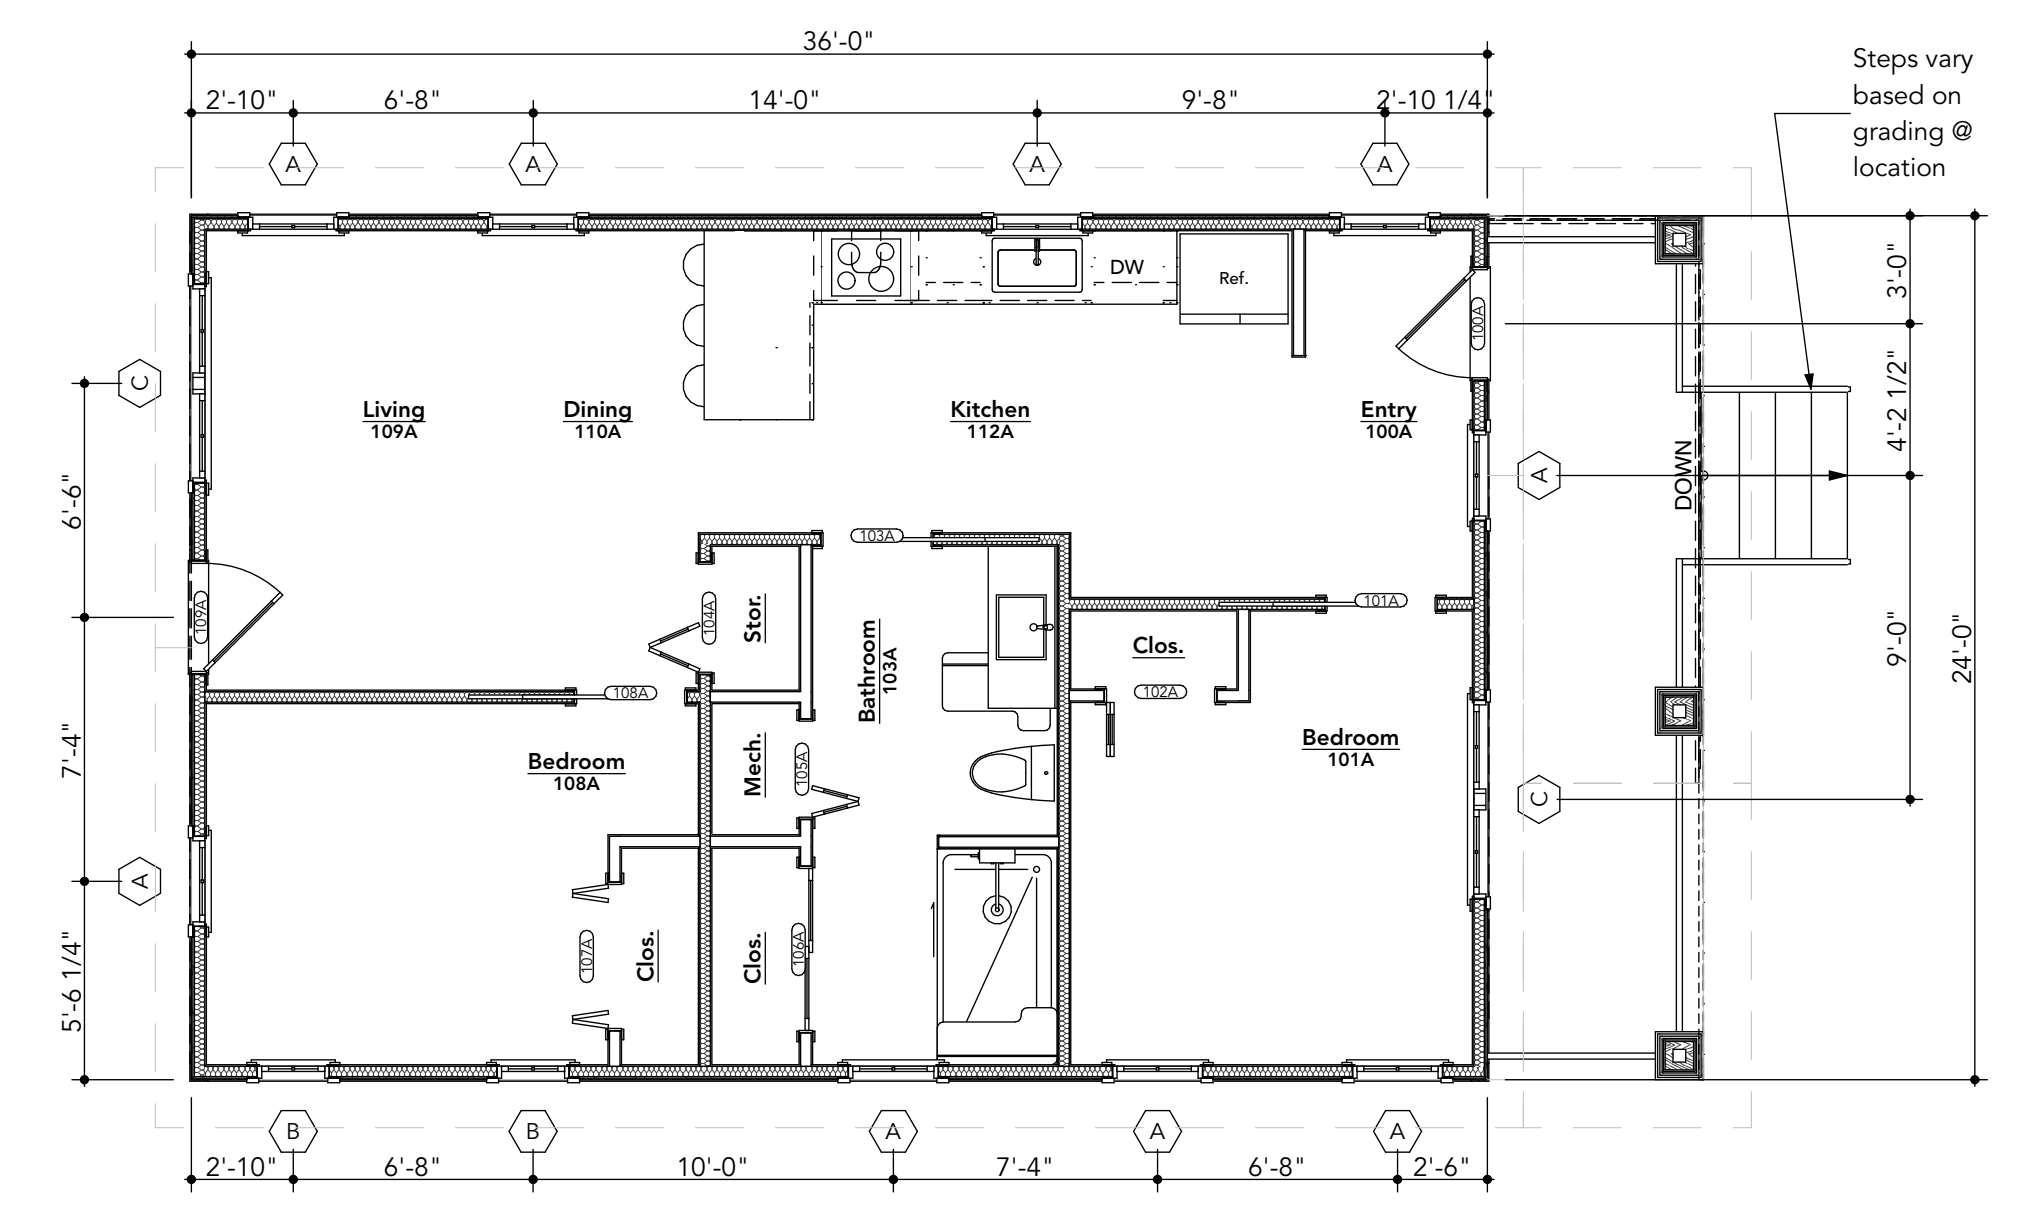 36'-0"
2'-10"
6'-8"
14'-0"
9'-8"
2'-10 1/4"
Steps vary
based on
grading @
location
A
A
A
A
DW
Ref.
100A
3'-0"
C
Living
109A
Dining
110A
Kitchen
112A
Entry
100A
4'-2 1/2"
A
DOWN
6'-6"
103A
109A
104A
Stor.
Bathroom
103A
101A
Clos.
102A
9'-0"
24'-0"
108A
Bedroom
108A
Mech.
105A
Bedroom
101A
7'-4"
C
A
107A
Clos.
Clos.
106A
5'-6 1/4"
B
B
A
A
A
2'-10"
6'-8"
10'-0"
7'-4"
6'-8"
2'-6"